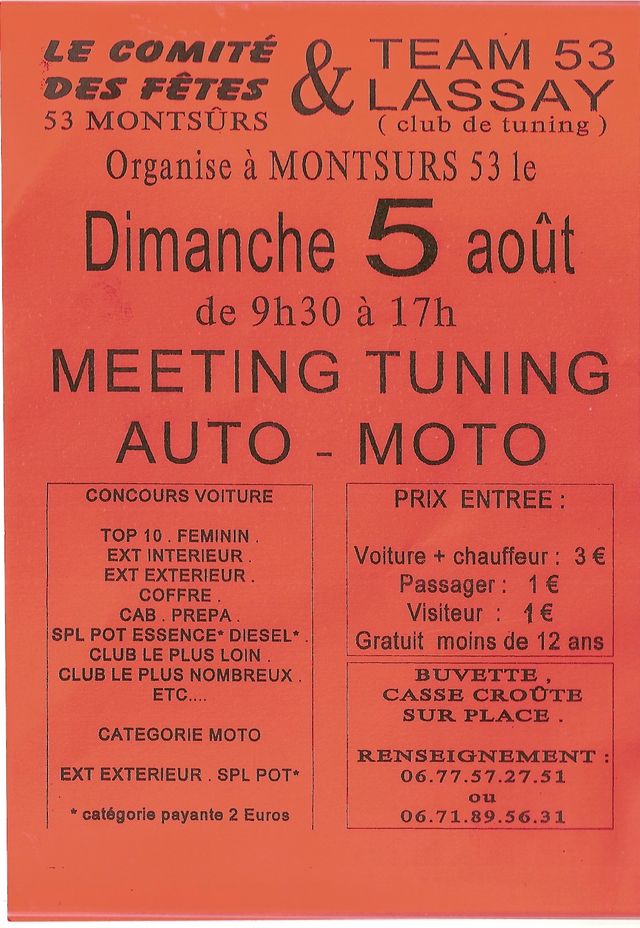 LE COMITÉ
DES FÊTES
53 MONTSÛRS
&
TEAM 53
LASSAY
( club de tuning )
Organise à MONTSURS 53 le
Dimanche 5 août
de 9h30 à 17h
MEETING TUNING
AUTO - MOTO
CONCOURS VOITURE
TOP 10 . FEMININ .
EXT INTERIEUR .
EXT EXTERIEUR .
COFFRE .
CAB . PREPA .
SPL POT ESSENCE* DIESEL* .
CLUB LE PLUS LOIN .
CLUB LE PLUS NOMBREUX .
ETC....
CATEGORIE MOTO
EXT EXTERIEUR . SPL POT*
* catégorie payante 2 Euros
PRIX ENTREE :
Voiture + chauffeur : 3 €
Passager : 1 €
Visiteur : 1 €
Gratuit moins de 12 ans
BUVETTE ,
CASSE CROÛTE
SUR PLACE .
RENSEIGNEMENT :
06.77.57.27.51
ou
06.71.89.56.31